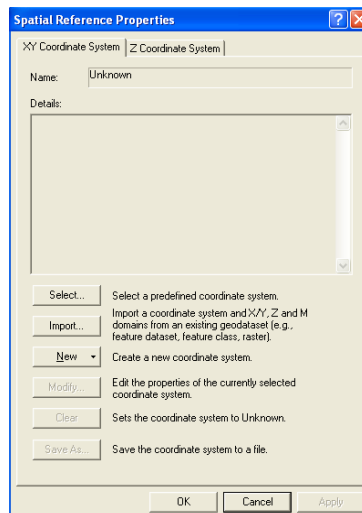 Spatial Reference Properties
XY Coordinate System Z Coordinate System
Name: Unknown
Details:
Select... Select a predefined coordinate system.
Import a coordinate system and X/Y, Z and M
Import... domains from an existing geodataset (e.g.,
feature dataset, feature class, raster).
New Create a new coordinate system.
Modify... Edit the properties of the currently selected
coordinate system.
Clear Sets the coordinate system to Unknown.
Save As... Save the coordinate system to a file.
OK Cancel Apply